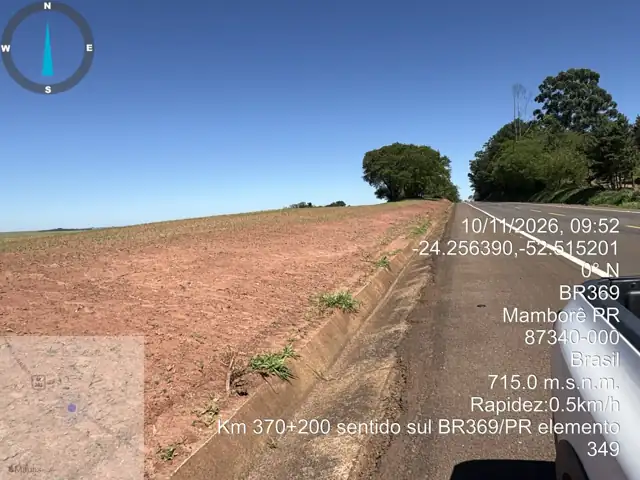 N
W E
S
10/11/2026, 09:52
-24.256390,-52.515201
0° N
BR369
Mamborê PR
87340-000
Brasil
715.0 m.s.n.m.
Rapidez:0.5km/h
Km 370+200 sentido sul BR369/PR elemento
349